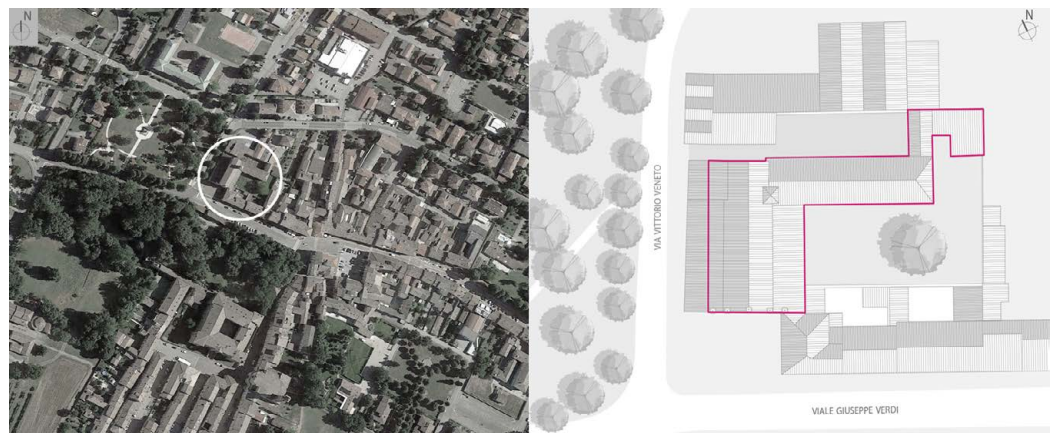 N
N
VIA VITTORIO VENETO
VIALE GIUSEPPE VERDI